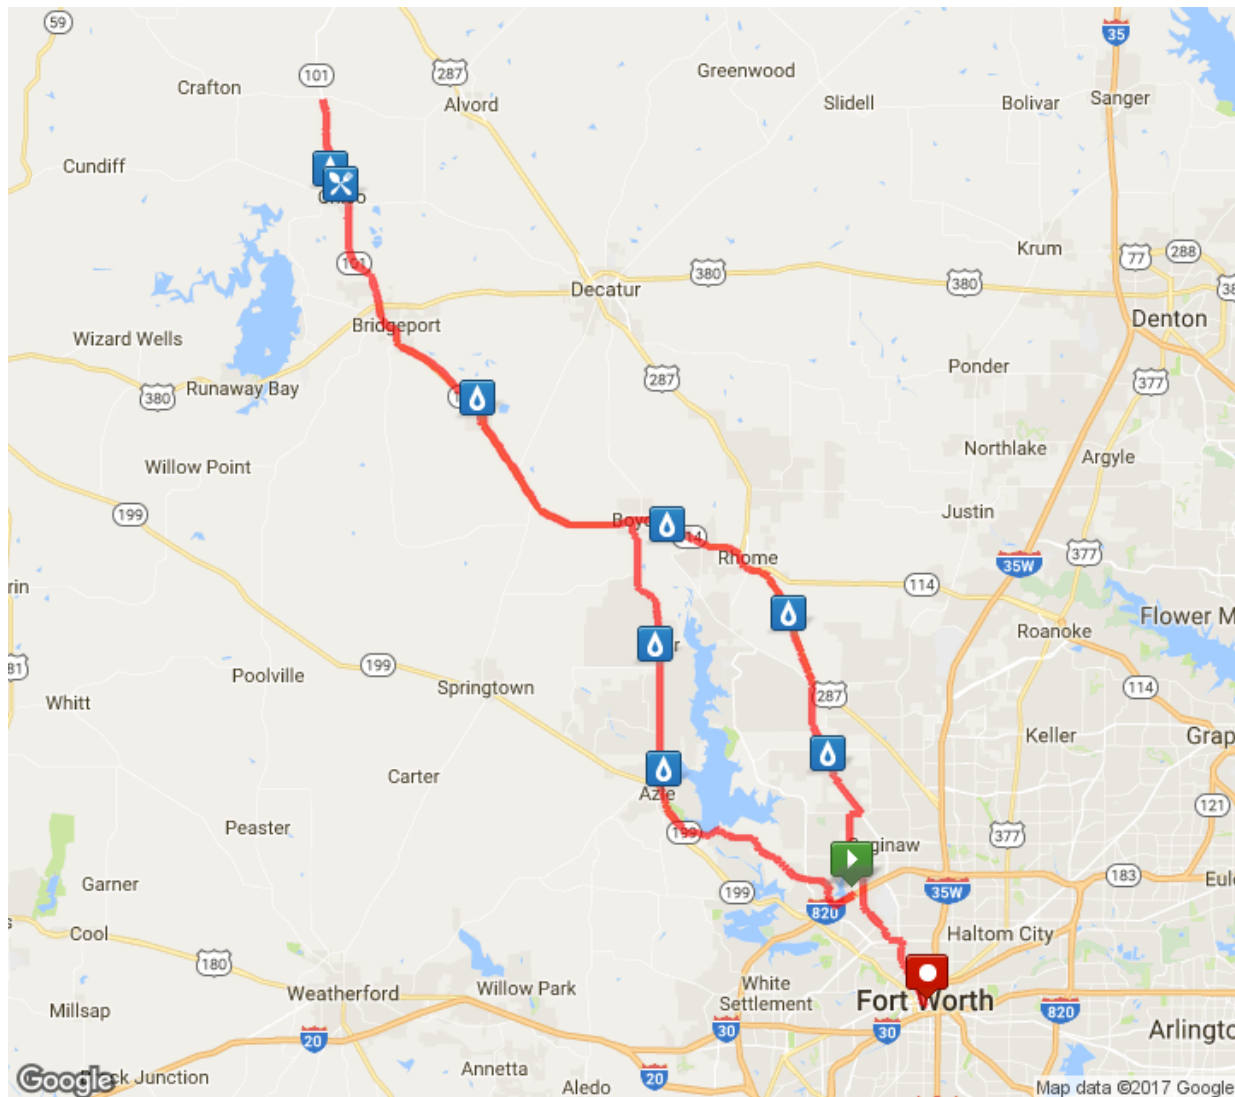 59
101
287
35
Crafton
Alvord
Greenwood
Slidell
Bolivar
Sanger
Cundiff
101
Krum
77
288
380
380
Decatur
Denton
Bridgeport
Wizard Wells
Runaway Bay
380
287
Ponder
377
Northlake
Argyle
Willow Point
199
Justin
377
35W
Rhome
114
Flower M
Roanoke
199
Poolville
Springtown
287
114
Whitt
Keller
Grap
Carter
Azle
121
Peaster
199
377
Garner
199
35W
183
Eule
820
Cool
Haltom City
180
White
Settlement
Weatherford
Willow Park
Fort Worth
Millsap
30
30
820
Arlingto
20
Annetta
20
Google
Junction
Aledo
Map data ©2017 Google